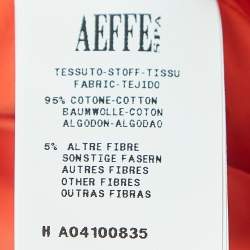 AEFFE SPA
TESSUTO-STOFF-TISSU
FABRIC-TEJIDO
95% COTONE-COTTON
BAUMWOLLE-COTON
ALGODON-ALGODAO
5% ALTRE FIBRE
SONSTIGE FASERN
AUTRES FIBRES
OTHER FIBRES
OUTRAS FIBRAS
H A04100835